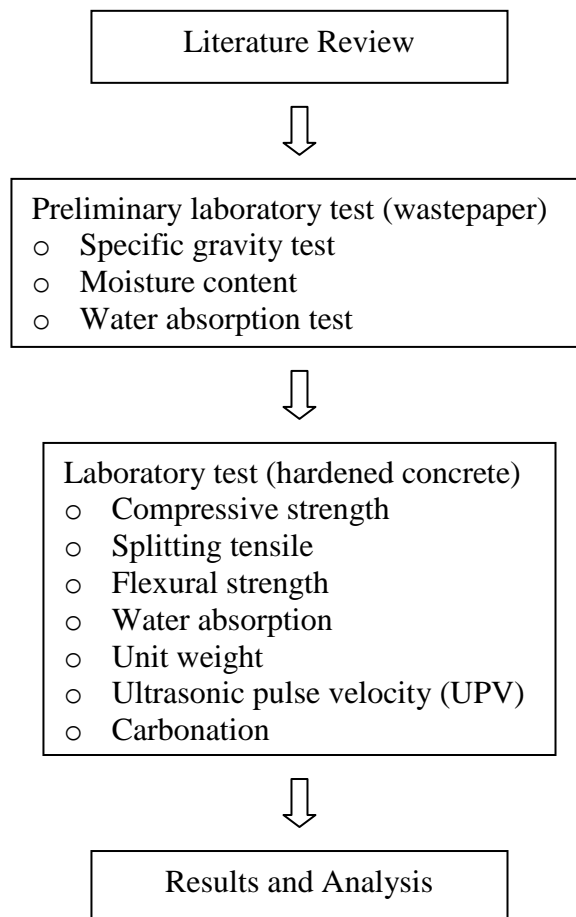 Literature Review
Preliminary laboratory test (wastepaper)
o Specific gravity test
o Moisture content
o Water absorption test
Laboratory test (hardened concrete)
o Compressive strength
o Splitting tensile
o Flexural strength
o Water absorption
o Unit weight
o Ultrasonic pulse velocity (UPV)
o Carbonation
Results and Analysis